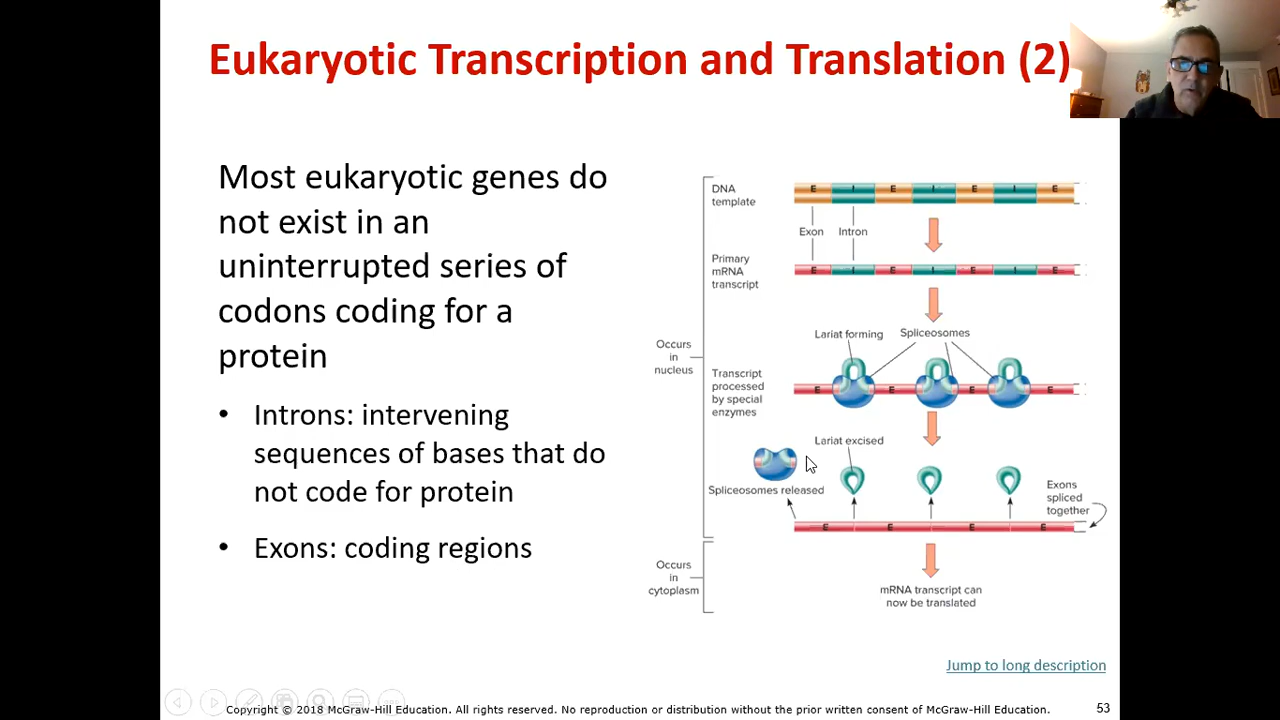 Eukaryotic Transcription and Translation (2)
Most eukaryotic genes do
not exist in an
uninterrupted series of
codons coding for a
protein
• Introns: intervening
sequences of bases that do
not code for protein
• Exons: coding regions
DNA
template
E I E I E I E
Exon
Intron
Primary
mRNA
transcript
E I E I E I E
Lariat forming
Spliceosomes
Occurs
in
nucleus
Transcript
processed
by special
enzymes
E E E E
Lariat excised
Spliceosomes released
Exons
spliced
together
E E E E
Occurs
in
cytoplasm
mRNA transcript can
now be translated
Jump to long description
Copyright © 2018 McGraw-Hill Education. All rights reserved. No reproduction or distribution without the prior written consent of McGraw-Hill Education.
53